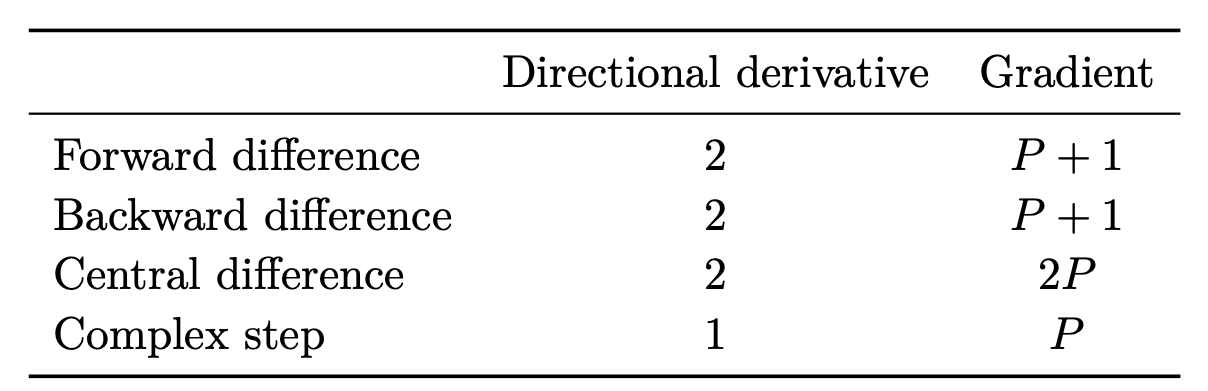 Directional derivative Gradient
Forward difference 2 P + 1
Backward difference 2 P + 1
Central difference 2 2P
Complex step 1 P